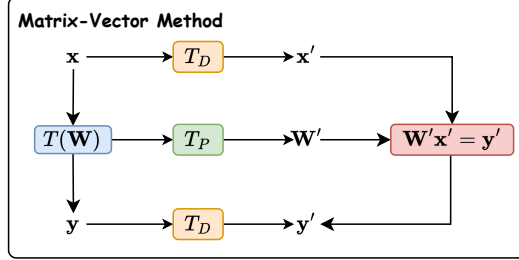 Matrix-Vector Method
x T_D x′
T(W) T_P W′ W′x′ = y′
y T_D y′